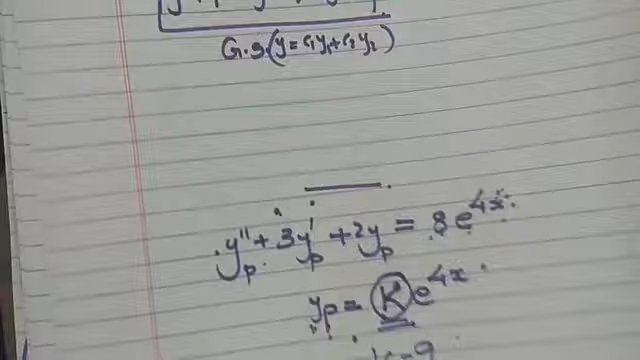 G.S.(y = c₁y₁+c₂y₂)
y"ₚ + 3y'ₚ + 2yₚ = 8e^4x
yₚ = K e^4x